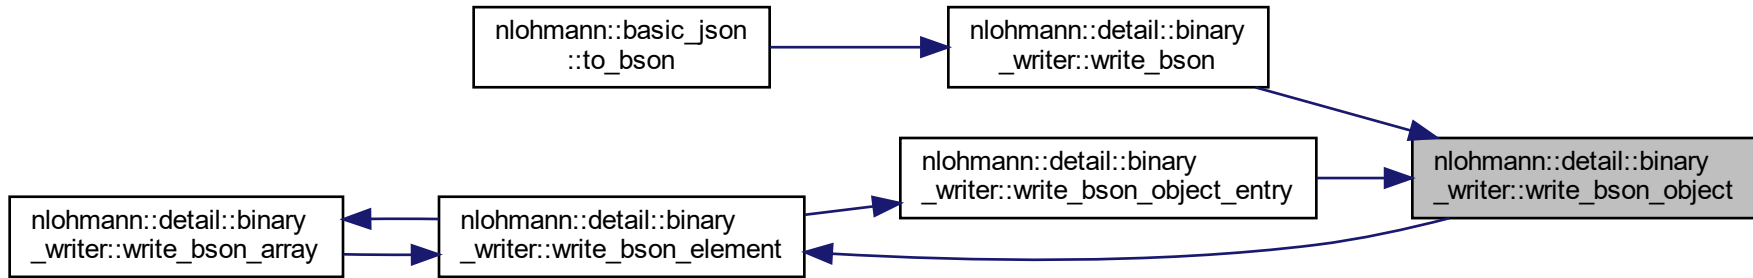 nlohmann::basic_json
::to_bson
nlohmann::detail::binary
_writer::write_bson
nlohmann::detail::binary
_writer::write_bson_object_entry
nlohmann::detail::binary
_writer::write_bson_object
nlohmann::detail::binary
_writer::write_bson_array
nlohmann::detail::binary
_writer::write_bson_element